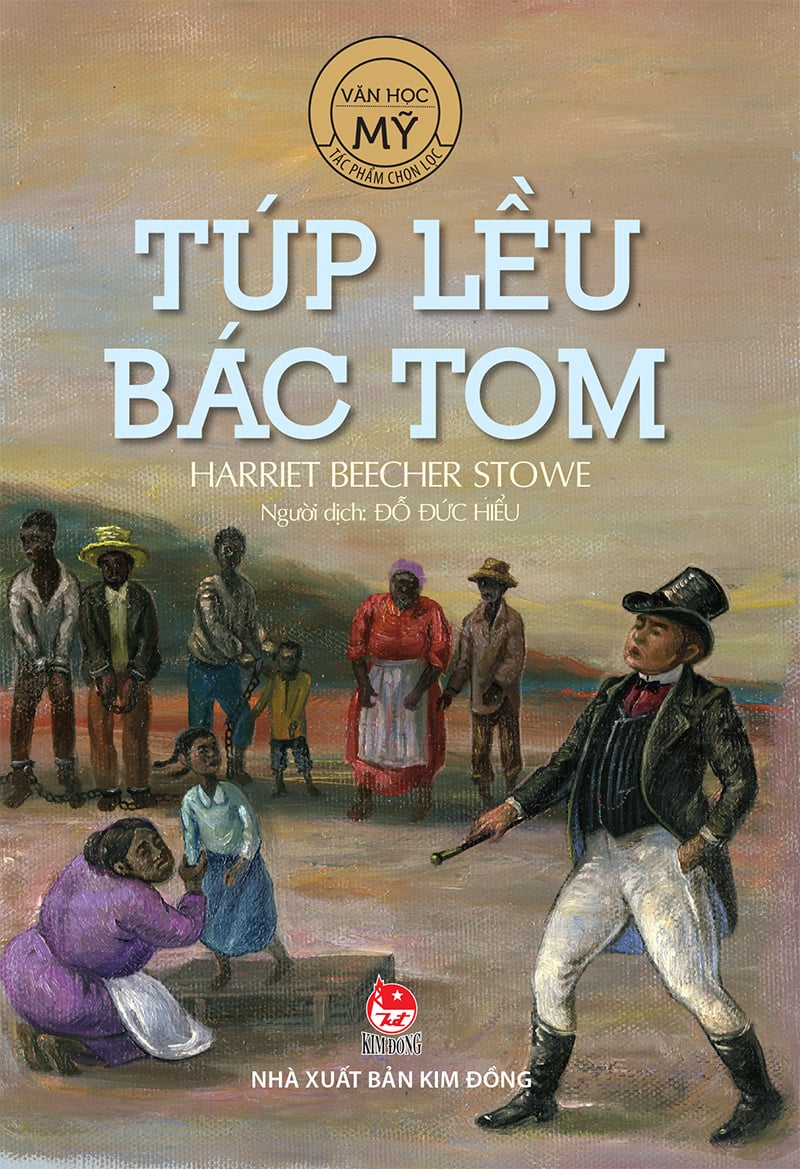 VĂN HỌC
MỸ
TÁC PHẨM CHỌN LỌC
TÚP LỀU
BÁC TOM
HARRIET BEECHER STOWE
Người dịch: ĐỖ ĐỨC HIỂU
KIM ĐỒNG
NHÀ XUẤT BẢN KIM ĐỒNG